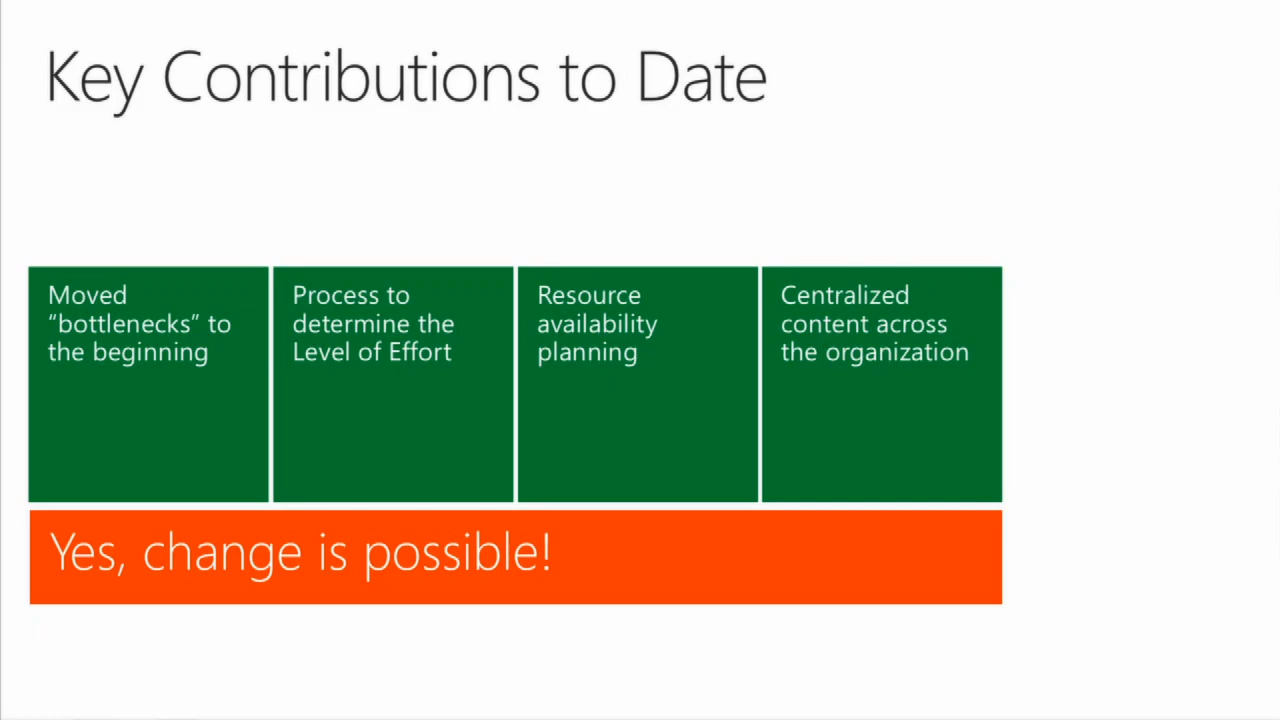 Key Contributions to Date
Moved
“bottlenecks” to
the beginning
Process to
determine the
Level of Effort
Resource
availability
planning
Centralized
content across
the organization
Yes, change is possible!